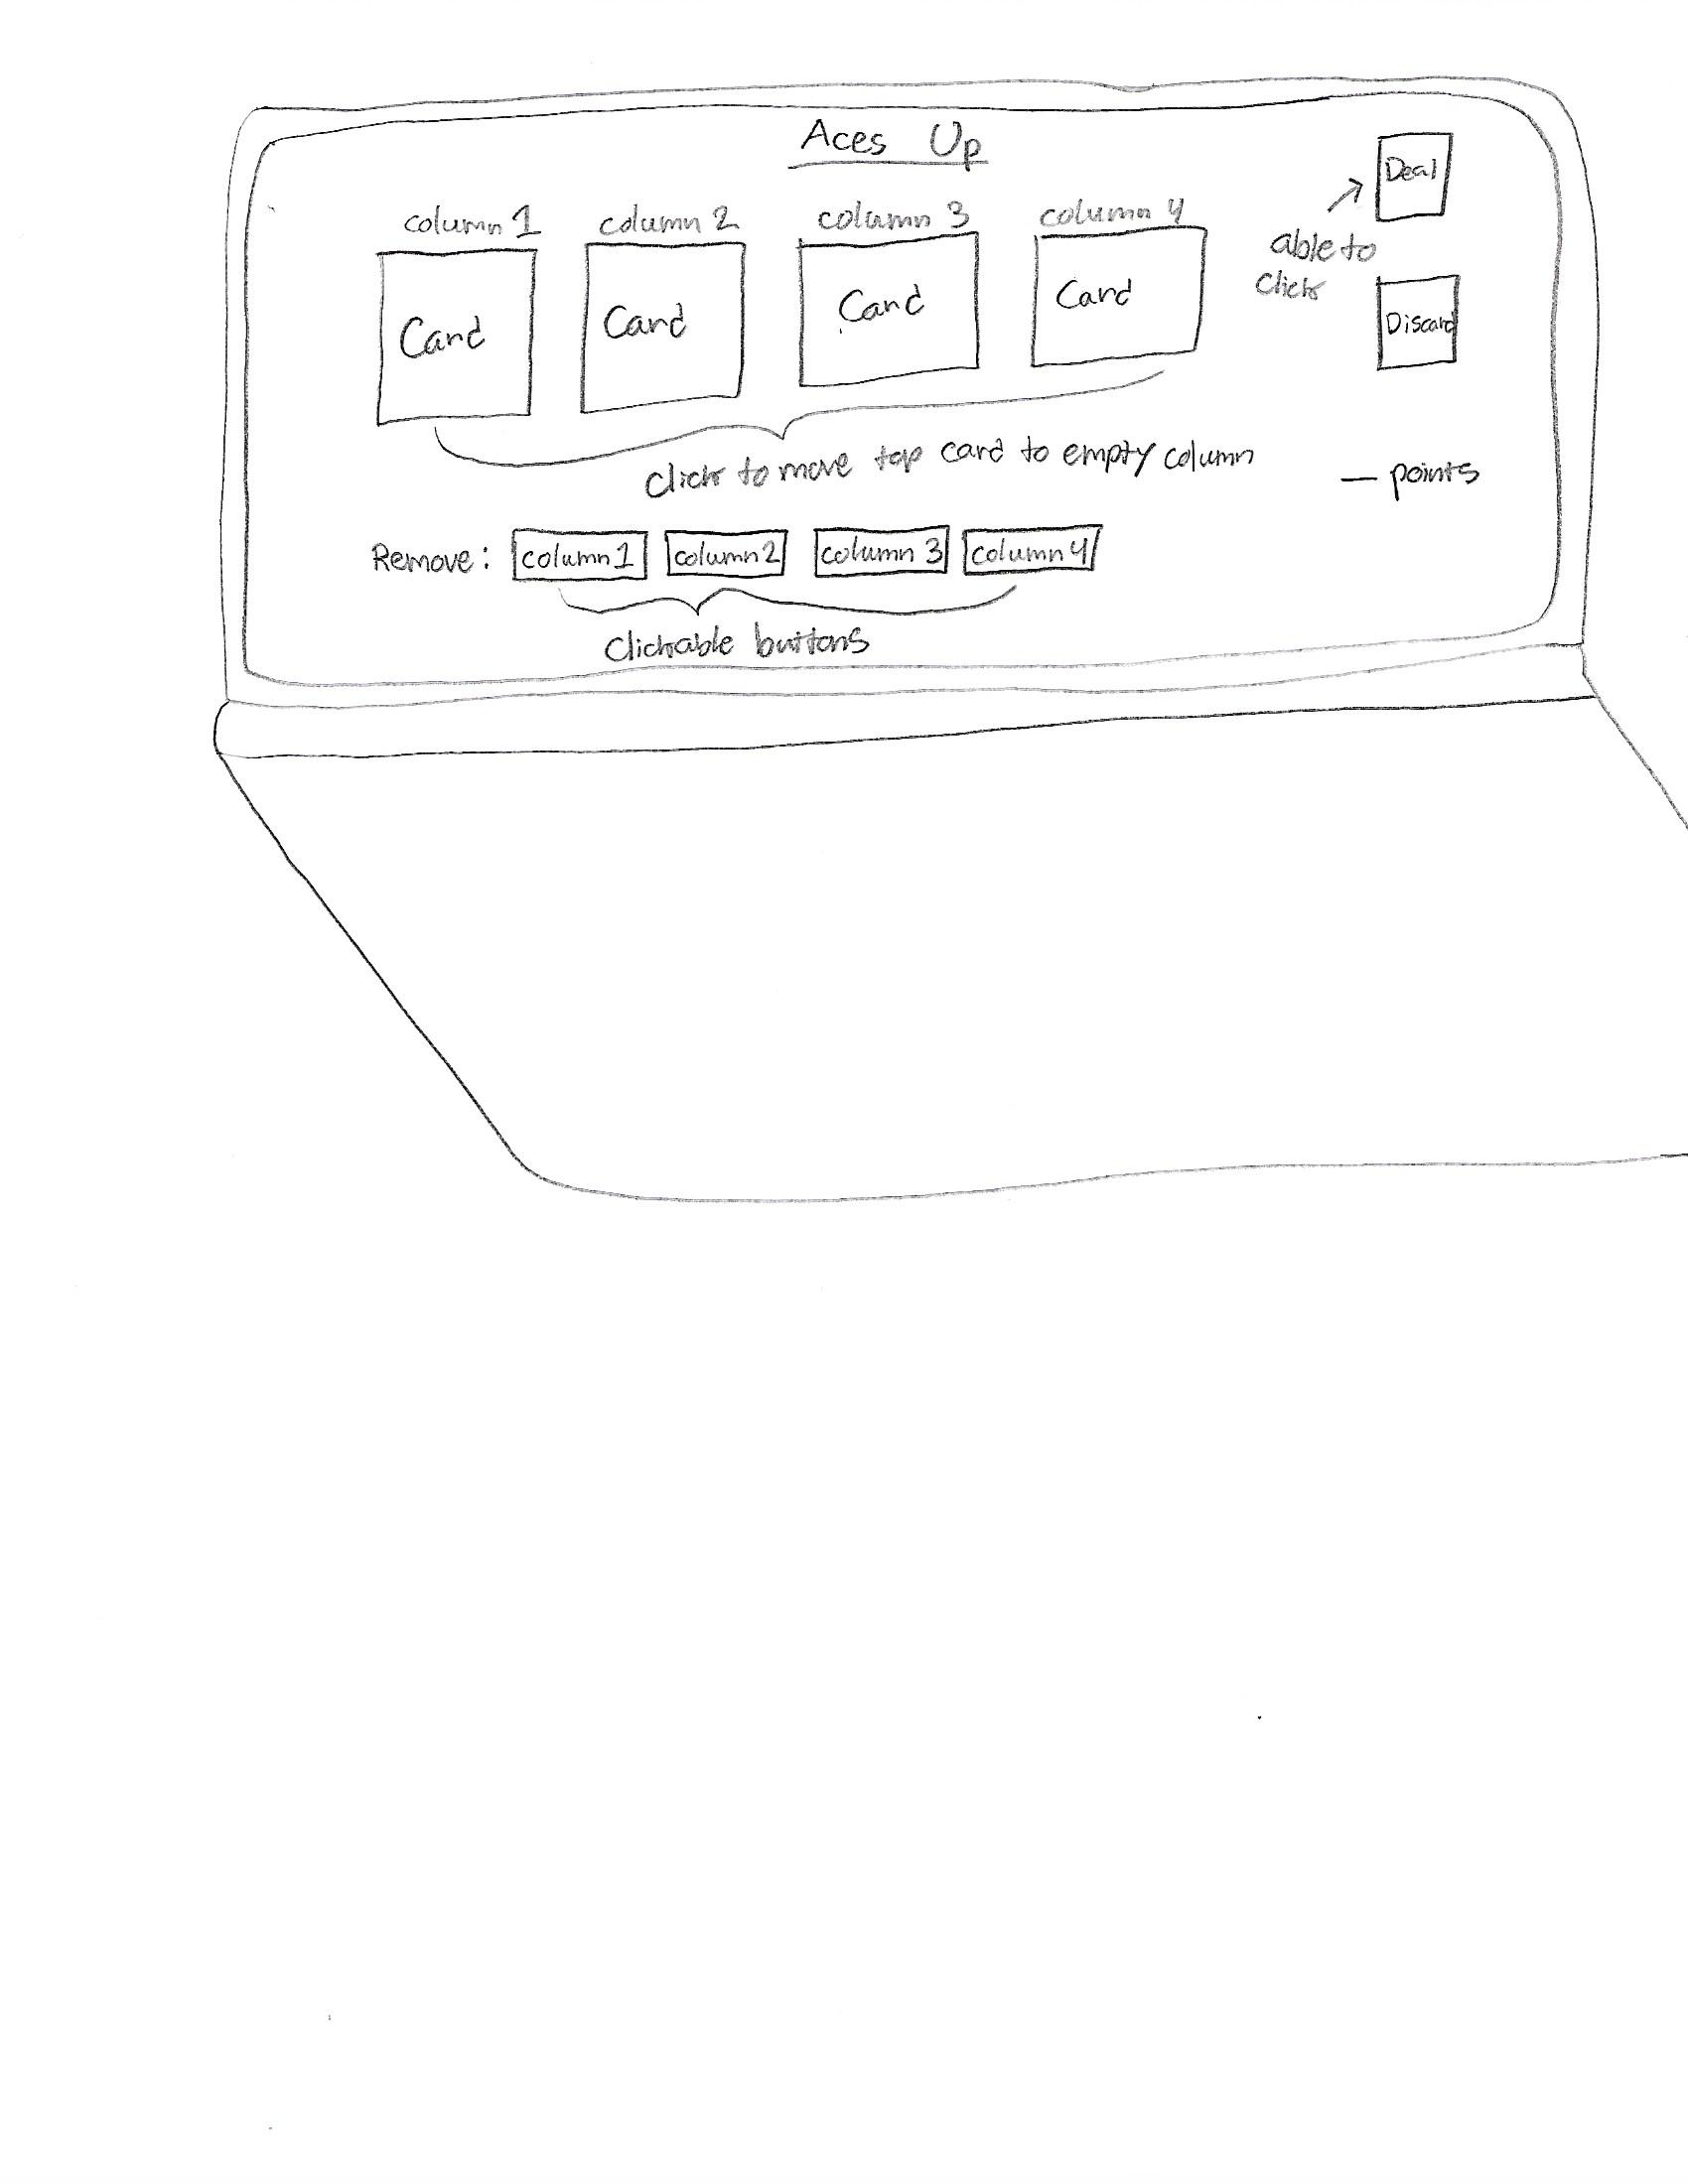 Aces Up
column 1 column 2 column 3 column 4
Card Card Card Card
Deal
able to
click
Discard
click to move top card to empty column
— points
Remove: column 1 column 2 column 3 column 4
Clickable buttons